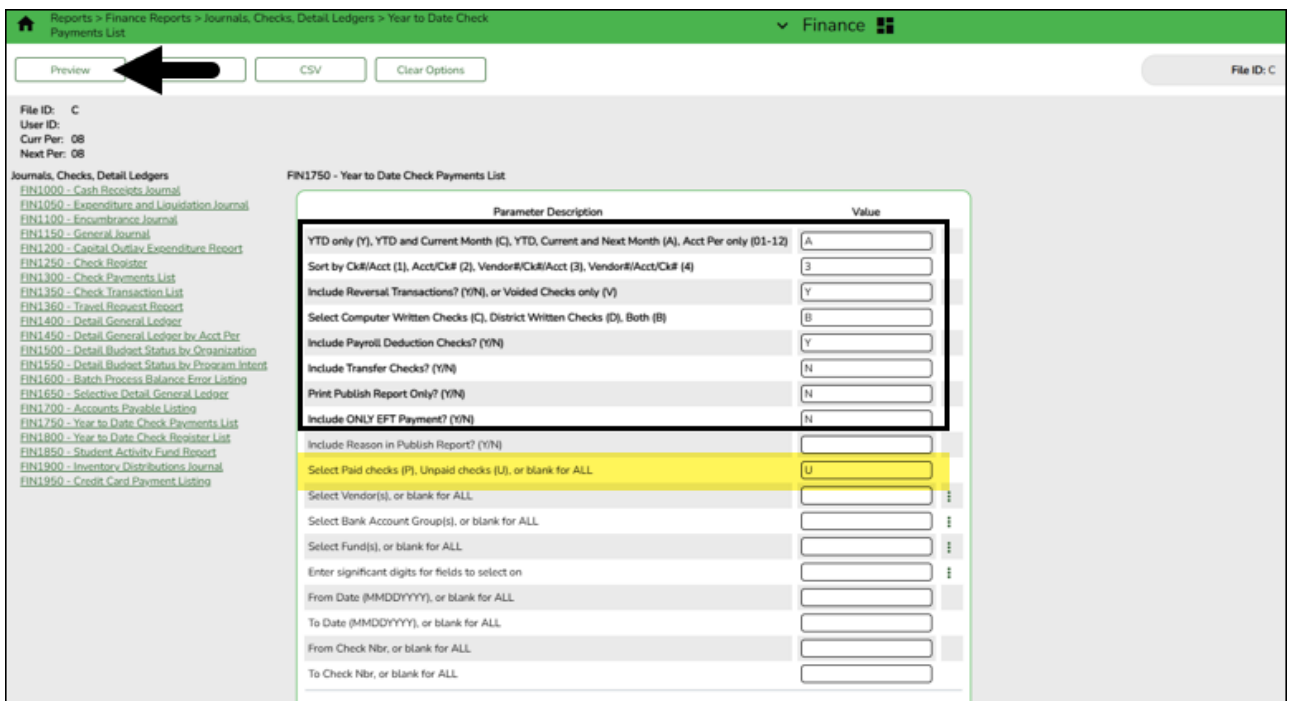 Reports > Finance Reports > Journals, Checks, Detail Ledgers > Year to Date Check
Payments List
Finance
Preview
CSV
Clear Options
File ID: C
File ID: C
User ID:
Curr Per: 08
Next Per: 08
Journals, Checks, Detail Ledgers
FIN1000 - Cash Receipts Journal
FIN1050 - Expenditure and Liquidation Journal
FIN1100 - Encumbrance Journal
FIN1150 - General Journal
FIN1200 - Capital Outlay Expenditure Report
FIN1250 - Check Register
FIN1300 - Check Payments List
FIN1350 - Check Transaction List
FIN1360 - Travel Request Report
FIN1400 - Detail General Ledger
FIN1450 - Detail General Ledger by Acct Per
FIN1500 - Detail Budget Status by Organization
FIN1550 - Detail Budget Status by Program Intent
FIN1600 - Batch Process Balance Error Listing
FIN1650 - Selective Detail General Ledger
FIN1700 - Accounts Payable Listing
FIN1750 - Year to Date Check Payments List
FIN1800 - Year to Date Check Register List
FIN1850 - Student Activity Fund Report
FIN1900 - Inventory Distributions Journal
FIN1950 - Credit Card Payment Listing
FIN1750 - Year to Date Check Payments List
Parameter Description Value
YTD only (Y), YTD and Current Month (C), YTD, Current and Next Month (A), Acct Per only (01-12) A
Sort by Ck#/Acct (1), Acct/Ck# (2), Vendor#/Ck#/Acct (3), Vendor#/Acct/Ck# (4) 3
Include Reversal Transactions? (Y/N), or Voided Checks only (V) Y
Select Computer Written Checks (C), District Written Checks (D), Both (B) B
Include Payroll Deduction Checks? (Y/N) Y
Include Transfer Checks? (Y/N) N
Print Publish Report Only? (Y/N) N
Include ONLY EFT Payment? (Y/N) N
Include Reason in Publish Report? (Y/N)
Select Paid checks (P), Unpaid checks (U), or blank for ALL U
Select Vendor(s), or blank for ALL
Select Bank Account Group(s), or blank for ALL
Select Fund(s), or blank for ALL
Enter significant digits for fields to select on
From Date (MMDDYYYY), or blank for ALL
To Date (MMDDYYYY), or blank for ALL
From Check Nbr, or blank for ALL
To Check Nbr, or blank for ALL